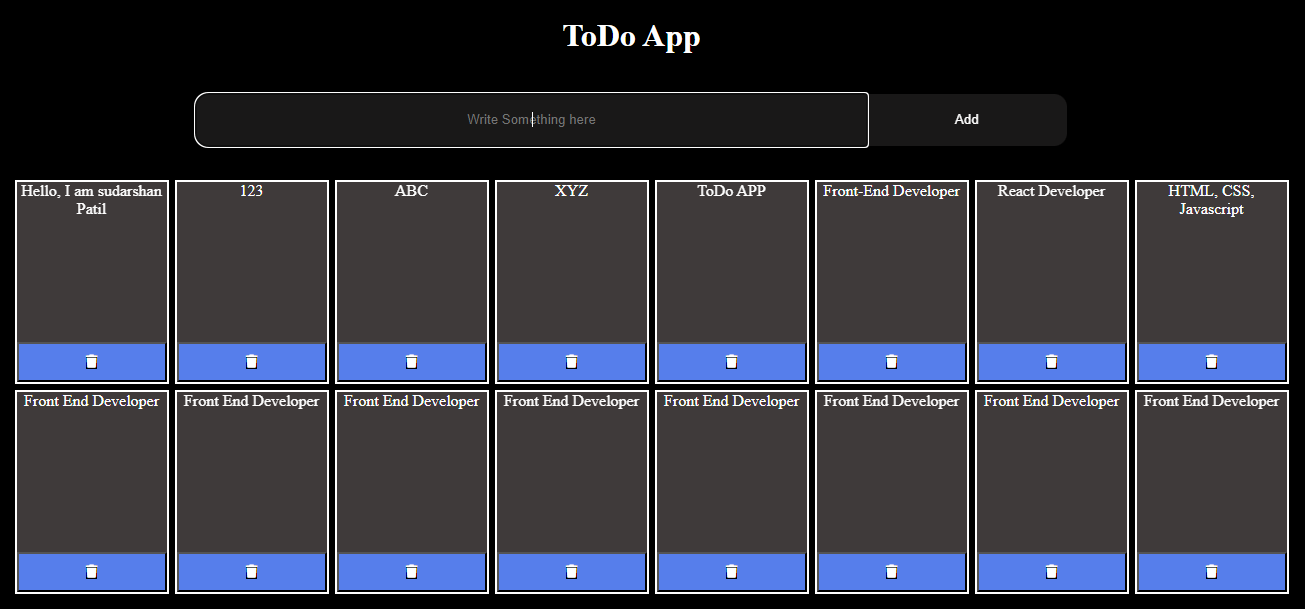 ToDo App
Write Something here
Add
Hello, I am sudarshan
Patil
123
ABC
XYZ
ToDo APP
Front-End Developer
React Developer
HTML, CSS,
Javascript
Front End Developer
Front End Developer
Front End Developer
Front End Developer
Front End Developer
Front End Developer
Front End Developer
Front End Developer